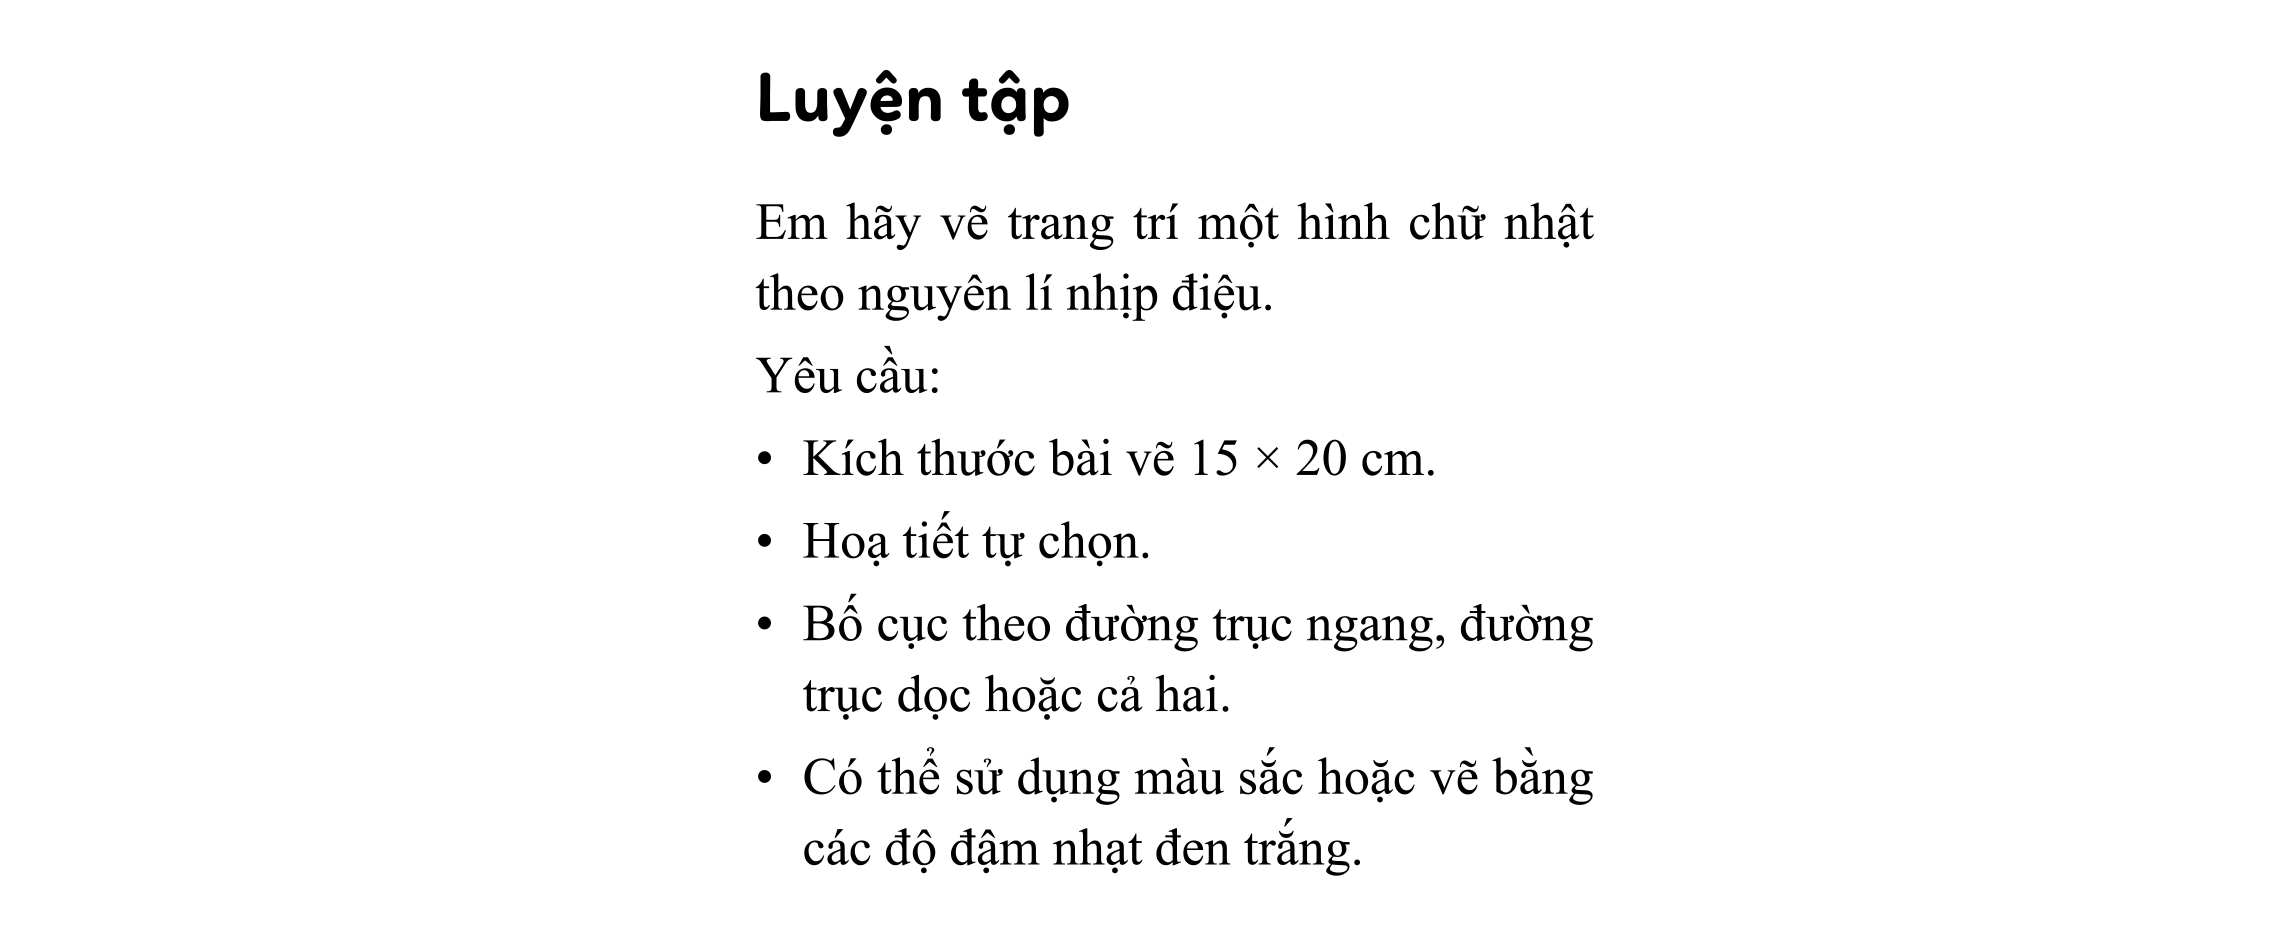 Luyện tập
Em hãy vẽ trang trí một hình chữ nhật
theo nguyên lí nhịp điệu.
Yêu cầu:
• Kích thước bài vẽ 15 × 20 cm.
• Hoạ tiết tự chọn.
• Bố cục theo đường trục ngang, đường
trục dọc hoặc cả hai.
• Có thể sử dụng màu sắc hoặc vẽ bằng
các độ đậm nhạt đen trắng.